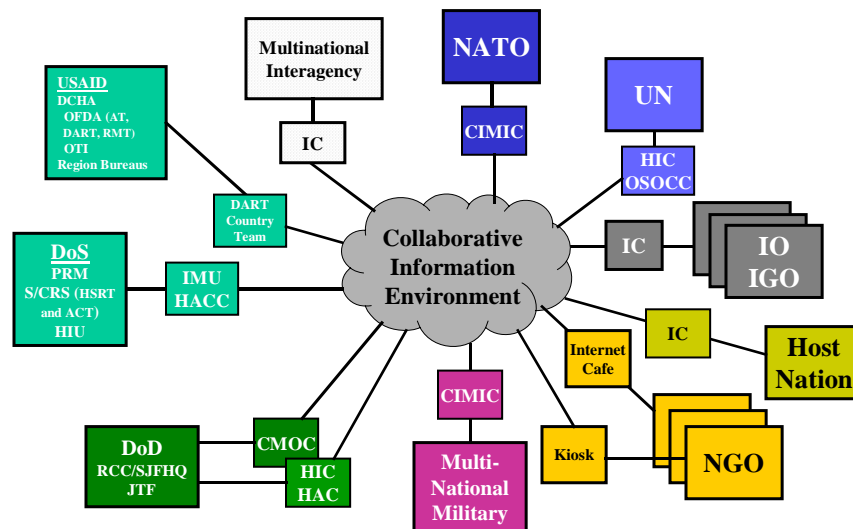 Multinational
Interagency
NATO
UN
USAID
DCHA
OFDA (AT,
DART, RMT)
OTI
Region Bureaus
IC
CIMIC
HIC
OSOCC
DART
Country
Team
Collaborative
Information
Environment
IC
IO
IGO
DoS
PRM
S/CRS (HSRT
and ACT)
HIU
IMU
HACC
IC
Host
Nation
Internet
Cafe
CIMIC
DoD
RCC/SJFHQ
JTF
CMOC
HIC
HAC
Multi-
National
Military
Kiosk
NGO